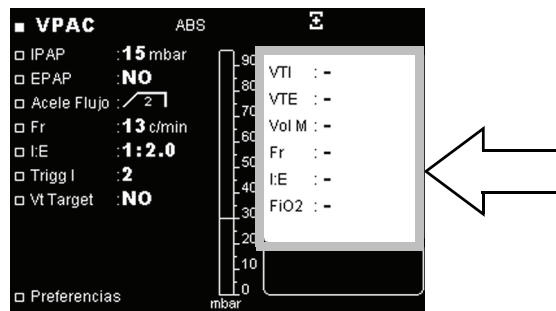 VPAC ABS
IPAP :15 mbar
EPAP :NO
Acele Flujo : 2
Fr :13 c/min
I:E :1:2.0
Trigg I :2
Vt Target :NO
Preferencias
90
80
70
60
50
40
30
20
10
0
mbar
VTI : -
VTE : -
Vol M : -
Fr : -
I:E : -
FiO2 : -